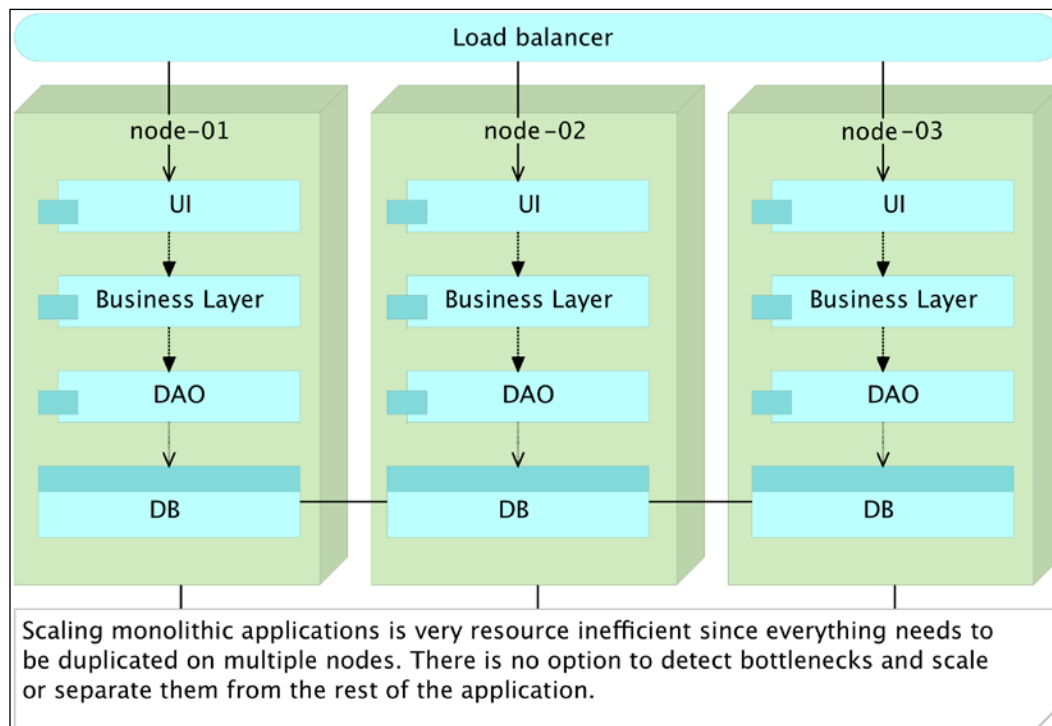 Load balancer
node-01
node-02
node-03
UI
UI
UI
Business Layer
Business Layer
Business Layer
DAO
DAO
DAO
DB
DB
DB
Scaling monolithic applications is very resource inefficient since everything needs to
be duplicated on multiple nodes. There is no option to detect bottlenecks and scale
or separate them from the rest of the application.